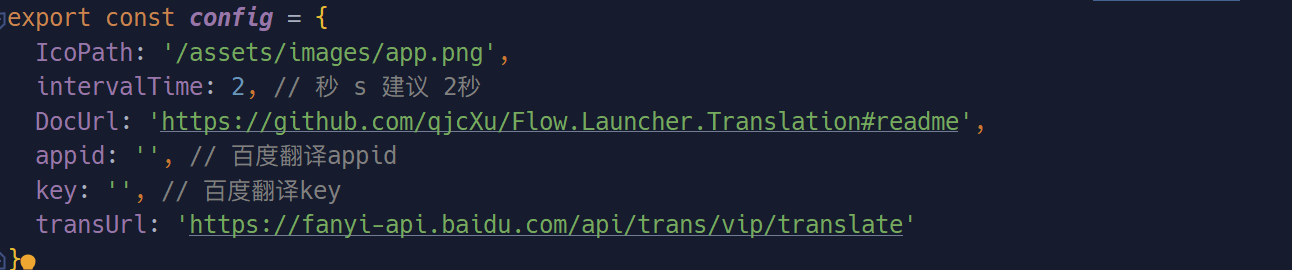 export const config = {
IcoPath: '/assets/images/app.png',
intervalTime: 2, // 秒 s 建议 2秒
DocUrl: 'https://github.com/qjcXu/Flow.Launcher.Translation#readme',
appid: '', // 百度翻译appid
key: '', // 百度翻译key
transUrl: 'https://fanyi-api.baidu.com/api/trans/vip/translate'
}